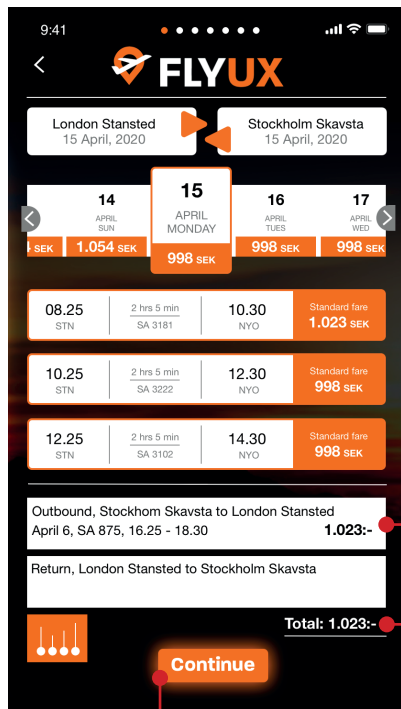 9:41
FLYUX
London Stansted
15 April, 2020
Stockholm Skavsta
15 April, 2020
SEK
14
APRIL
SUN
1.054 SEK
15
APRIL
MONDAY
998 SEK
16
APRIL
TUES
998 SEK
17
APRIL
WED
998 SEK
08.25
STN
2 hrs 5 min
SA 3181
10.30
NYO
Standard fare
1.023 SEK
10.25
STN
2 hrs 5 min
SA 3222
12.30
NYO
Standard fare
998 SEK
12.25
STN
2 hrs 5 min
SA 3102
14.30
NYO
Standard fare
998 SEK
Outbound, Stockhom Skavsta to London Stansted
April 6, SA 875, 16.25 - 18.30 1.023:-
Return, London Stansted to Stockholm Skavsta
Total: 1.023:-
Continue